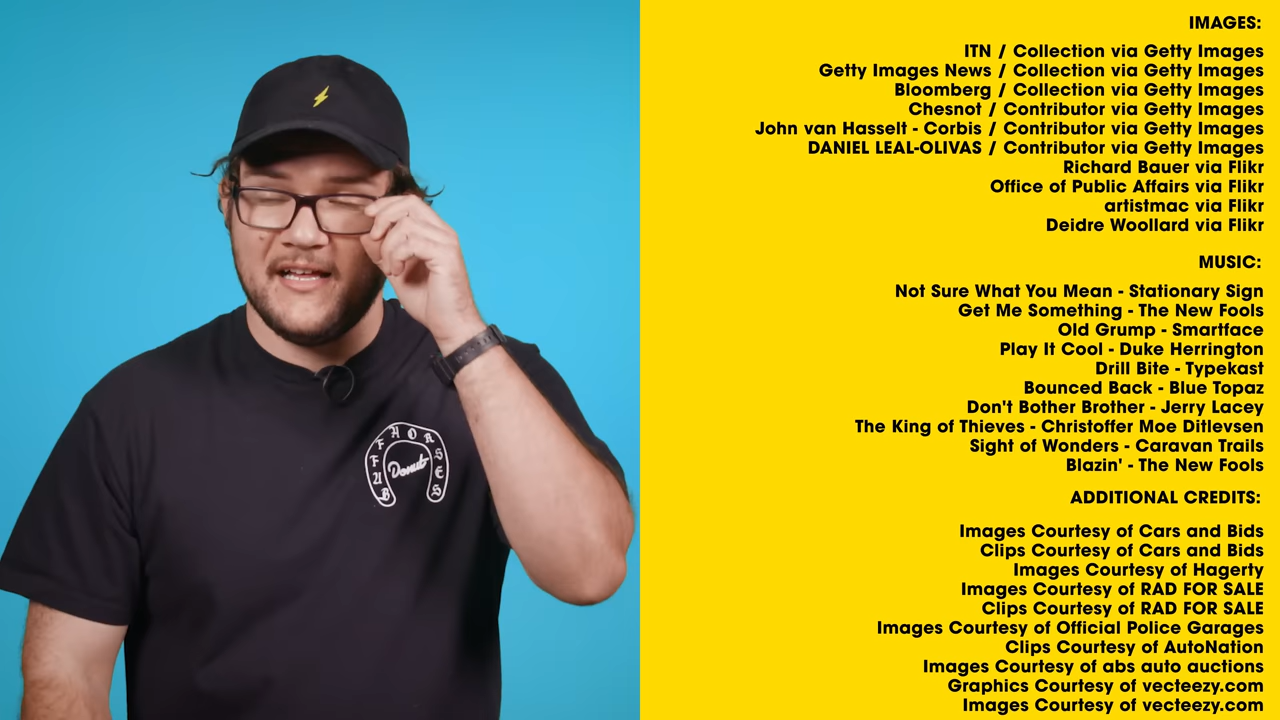 BUFF HORSES
Donut
IMAGES:
ITN / Collection via Getty Images
Getty Images News / Collection via Getty Images
Bloomberg / Collection via Getty Images
Chesnot / Contributor via Getty Images
John van Hasselt - Corbis / Contributor via Getty Images
DANIEL LEAL-OLIVAS / Contributor via Getty Images
Richard Bauer via Flikr
Office of Public Affairs via Flikr
artistmac via Flikr
Deidre Woollard via Flikr
MUSIC:
Not Sure What You Mean - Stationary Sign
Get Me Something - The New Fools
Old Grump - Smartface
Play It Cool - Duke Herrington
Drill Bite - Typekast
Bounced Back - Blue Topaz
Don't Bother Brother - Jerry Lacey
The King of Thieves - Christoffer Moe Ditlevsen
Sight of Wonders - Caravan Trails
Blazin' - The New Fools
ADDITIONAL CREDITS:
Images Courtesy of Cars and Bids
Clips Courtesy of Cars and Bids
Images Courtesy of Hagerty
Images Courtesy of RAD FOR SALE
Clips Courtesy of RAD FOR SALE
Images Courtesy of Official Police Garages
Clips Courtesy of AutoNation
Images Courtesy of abs auto auctions
Graphics Courtesy of vecteezy.com
Images Courtesy of vecteezy.com